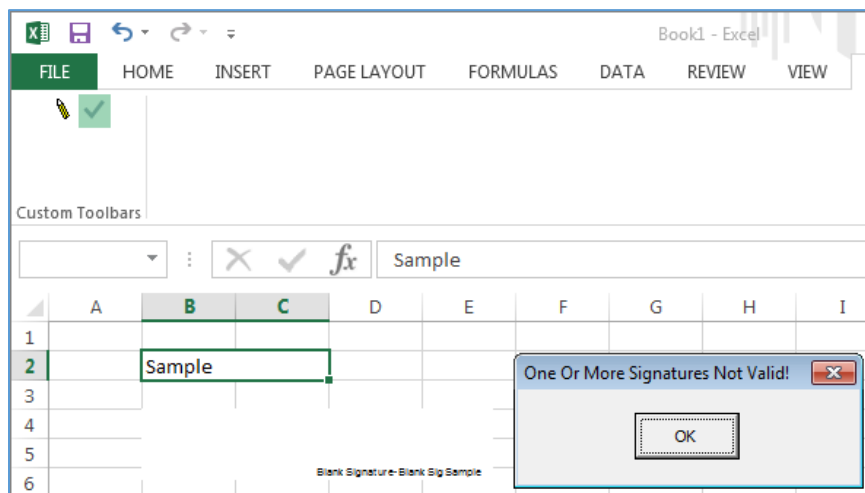 Book1 - Excel
FILE HOME INSERT PAGE LAYOUT FORMULAS DATA REVIEW VIEW
Custom Toolbars
fx Sample
A B C D E F G H I
1
2 Sample
3
One Or More Signatures Not Valid!
4
OK
5
Blank Signature-Blank Sig Sample
6